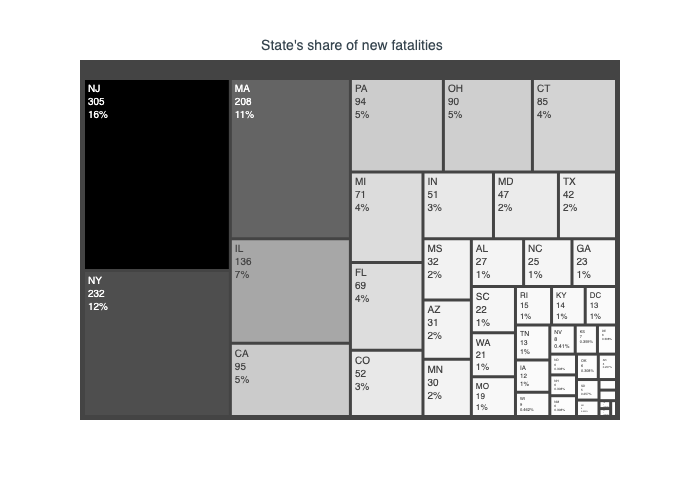 State's share of new fatalities
NJ
305
16%
NY
232
12%
MA
208
11%
IL
136
7%
CA
95
5%
PA
94
5%
OH
90
5%
CT
85
4%
MI
71
4%
FL
69
4%
CO
52
3%
IN
51
3%
MD
47
2%
TX
42
2%
MS
32
2%
AZ
31
2%
MN
30
2%
AL
27
1%
NC
25
1%
GA
23
1%
SC
22
1%
WA
21
1%
MO
19
1%
RI
15
1%
KY
14
1%
DC
13
1%
TN
13
1%
IA
12
1%
NV
8
0.41%